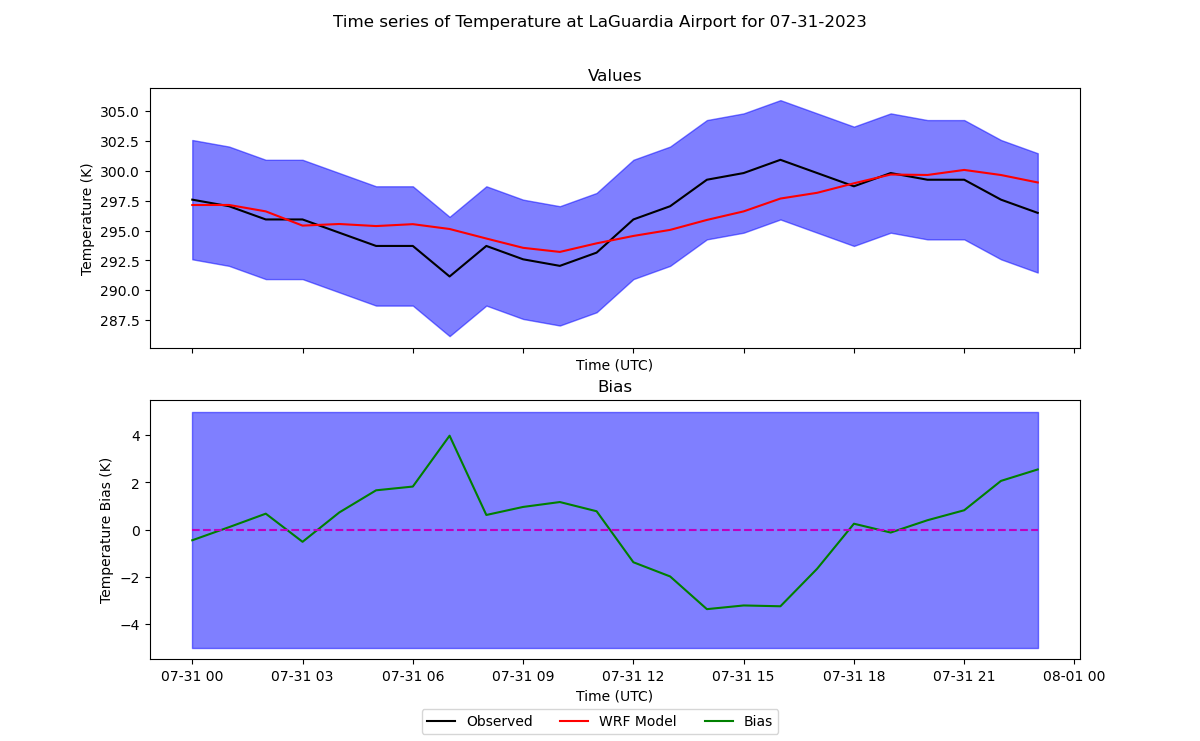 Time series of Temperature at LaGuardia Airport for 07-31-2023
Values
Temperature (K)
305.0
302.5
300.0
297.5
295.0
292.5
290.0
287.5
Time (UTC)
Bias
Temperature Bias (K)
4
2
0
−2
−4
07-31 00 07-31 03 07-31 06 07-31 09 07-31 12 07-31 15 07-31 18 07-31 21 08-01 00
Time (UTC)
Observed WRF Model Bias